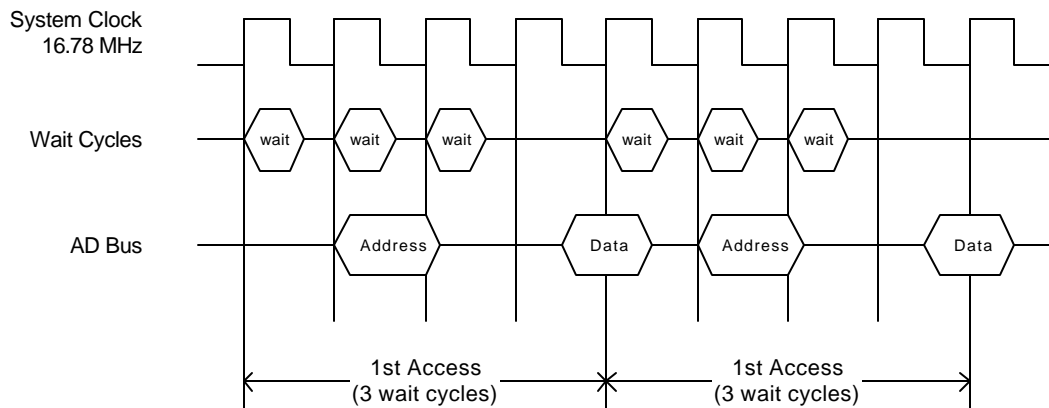 System Clock
16.78 MHz
Wait Cycles
wait wait wait wait wait wait
AD Bus
Address Data Address Data
1st Access 1st Access
(3 wait cycles) (3 wait cycles)